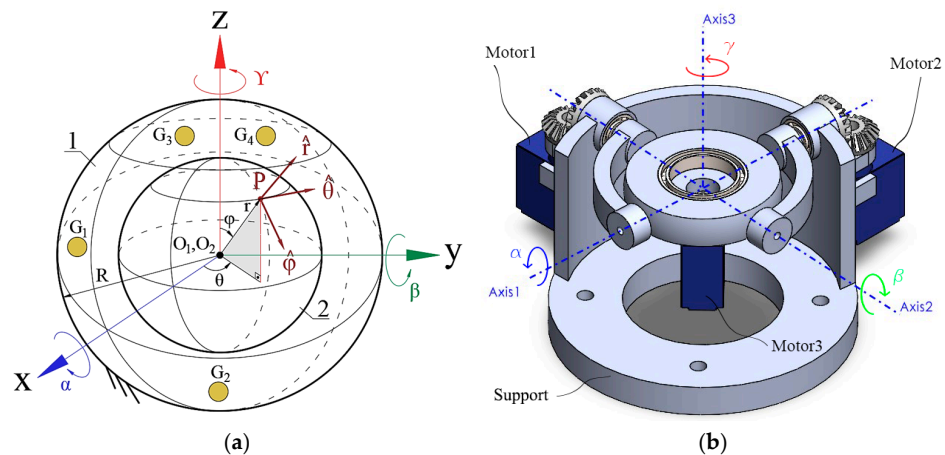 Z
ϒ
1
G₃
G₄
r̂
P
θ̂
r
φ
G₁
O₁,O₂
φ̂
y
R
θ
β
2
X
α
G₂
(a)
Axis3
γ
Motor1
Motor2
α
β
Axis1
Axis2
Motor3
Support
(b)